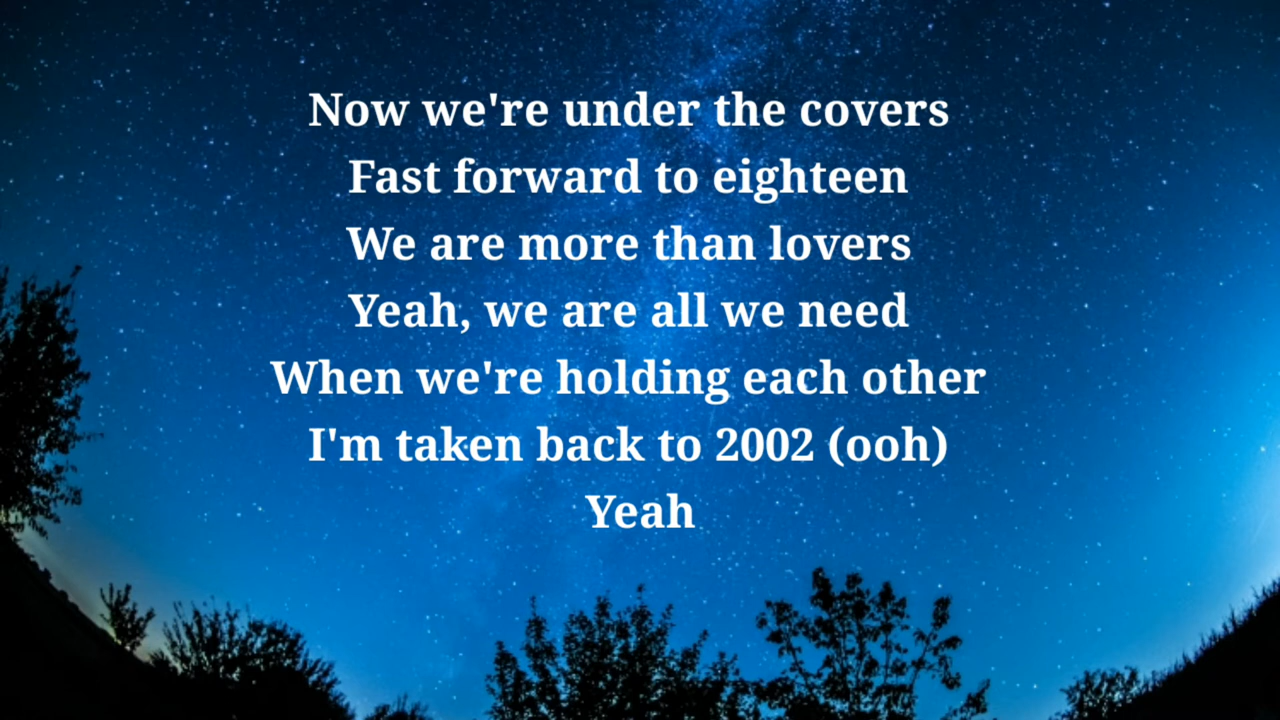 Now we're under the covers
Fast forward to eighteen
We are more than lovers
Yeah, we are all we need
When we're holding each other
I'm taken back to 2002 (ooh)
Yeah